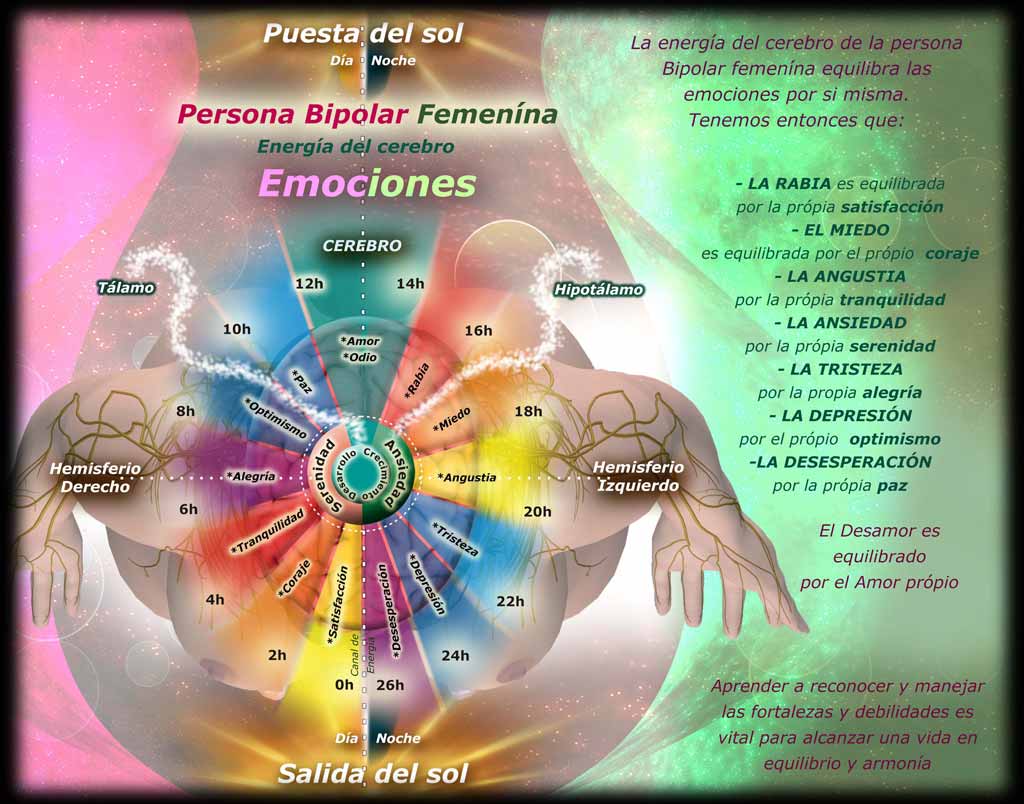 Puesta del sol
Día Noche
Persona Bipolar Femenína
Energía del cerebro
Emociones
CEREBRO
12h 14h
Tálamo
Hipotálamo
10h
16h
*Amor
*Odio
*Paz
*Rabia
8h
18h
*Optimismo
*Miedo
Hemisferio
Derecho
*Alegría
Serenidad
Desarrollo
Crecimiento
Ansiedad
*Angustia
Hemisferio
Izquierdo
6h
20h
*Tranquilidad
*Tristeza
*Coraje
*Depresión
*Satisfacción
*Desesperación
4h
22h
2h
24h
Canal de
Energía
0h 26h
Día Noche
Salida del sol
La energía del cerebro de la persona
Bipolar femenína equilibra las
emociones por si misma.
Tenemos entonces que:
- LA RABIA es equilibrada
por la própia satisfacción
- EL MIEDO
es equilibrada por el própio coraje
- LA ANGUSTIA
por la própia tranquilidad
- LA ANSIEDAD
por la própia serenidad
- LA TRISTEZA
por la propia alegría
- LA DEPRESIÓN
por el própio optimismo
-LA DESESPERACIÓN
por la própia paz
El Desamor es
equilibrado
por el Amor própio
Aprender a reconocer y manejar
las fortalezas y debilidades es
vital para alcanzar una vida en
equilibrio y armonía